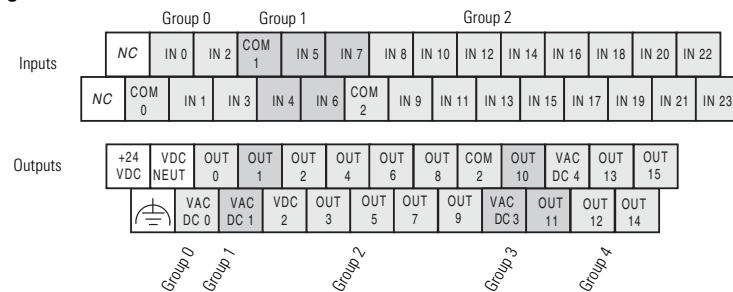 Group 0 Group 1 Group 2
Inputs
NC IN 0 IN 2 COM 1 IN 5 IN 7 IN 8 IN 10 IN 12 IN 14 IN 16 IN 18 IN 20 IN 22
NC COM 0 IN 1 IN 3 IN 4 IN 6 COM 2 IN 9 IN 11 IN 13 IN 15 IN 17 IN 19 IN 21 IN 23
Outputs
+24 VDC VDC NEUT OUT 0 OUT 1 OUT 2 OUT 4 OUT 6 OUT 8 COM 2 OUT 10 VAC DC 4 OUT 13 OUT 15
VAC DC 0 VAC DC 1 VDC 2 OUT 3 OUT 5 OUT 7 OUT 9 VAC DC 3 OUT 11 OUT 12 OUT 14
Group 0 Group 1 Group 2 Group 3 Group 4